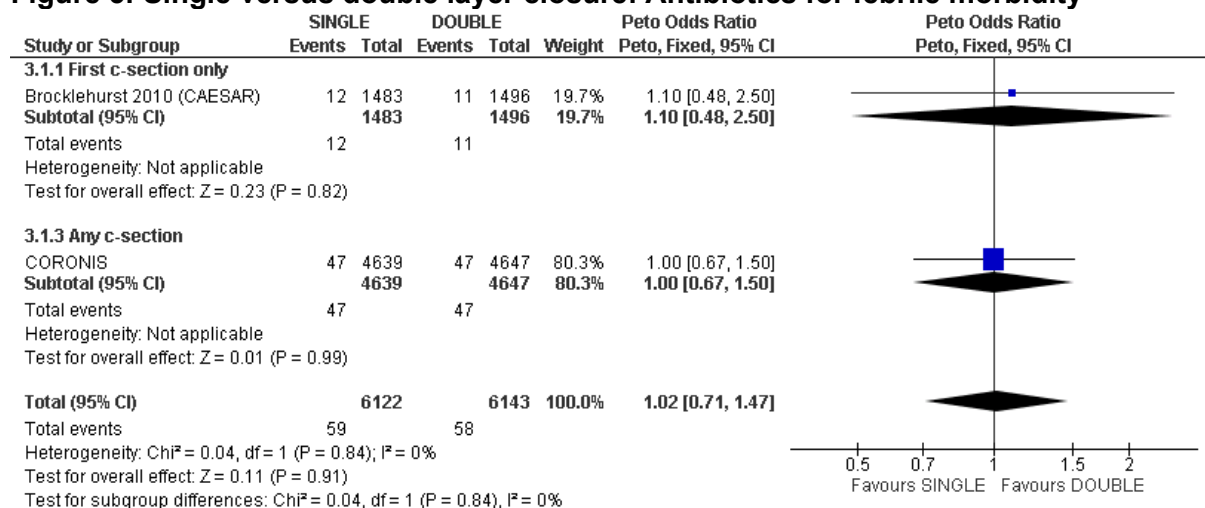 Single versus double layer closure: Antibiotics for febrile morbidity
SINGLE DOUBLE Peto Odds Ratio Peto Odds Ratio
Study or Subgroup Events Total Events Total Weight Peto, Fixed, 95% CI Peto, Fixed, 95% CI
3.1.1 First c-section only
Brocklehurst 2010 (CAESAR) 12 1483 11 1496 19.7% 1.10 [0.48, 2.50]
Subtotal (95% CI) 1483 1496 19.7% 1.10 [0.48, 2.50]
Total events 12 11
Heterogeneity: Not applicable
Test for overall effect: Z = 0.23 (P = 0.82)
3.1.3 Any c-section
CORONIS 47 4639 47 4647 80.3% 1.00 [0.67, 1.50]
Subtotal (95% CI) 4639 4647 80.3% 1.00 [0.67, 1.50]
Total events 47 47
Heterogeneity: Not applicable
Test for overall effect: Z = 0.01 (P = 0.99)
Total (95% CI) 6122 6143 100.0% 1.02 [0.71, 1.47]
Total events 59 58
Heterogeneity: Chi² = 0.04, df = 1 (P = 0.84); I² = 0%
Test for overall effect: Z = 0.11 (P = 0.91)
Test for subgroup differences: Chi² = 0.04, df = 1 (P = 0.84), I² = 0%
0.5 0.7 1 1.5 2
Favours SINGLE Favours DOUBLE